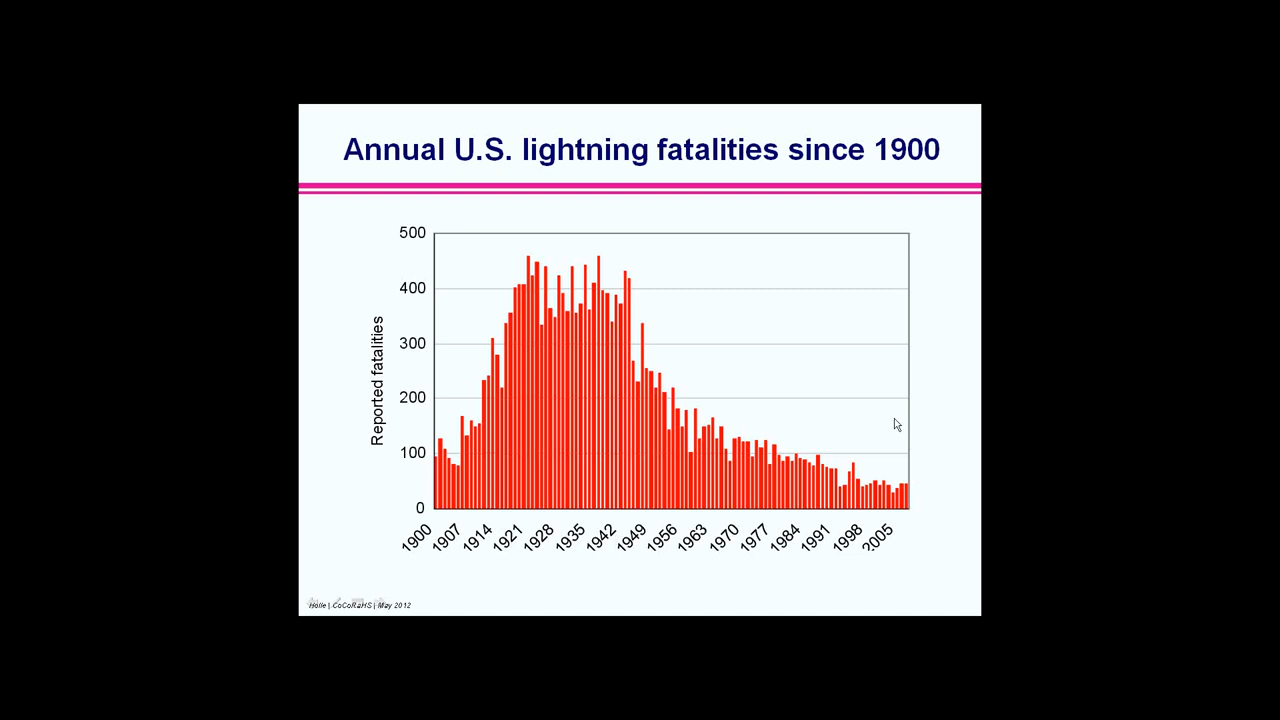 Annual U.S. lightning fatalities since 1900
500
400
300
200
100
0
Reported fatalities
1900 1907 1914 1921 1928 1935 1942 1949 1956 1963 1970 1977 1984 1991 1998 2005
Holle | CoCoRaHS | May 2012